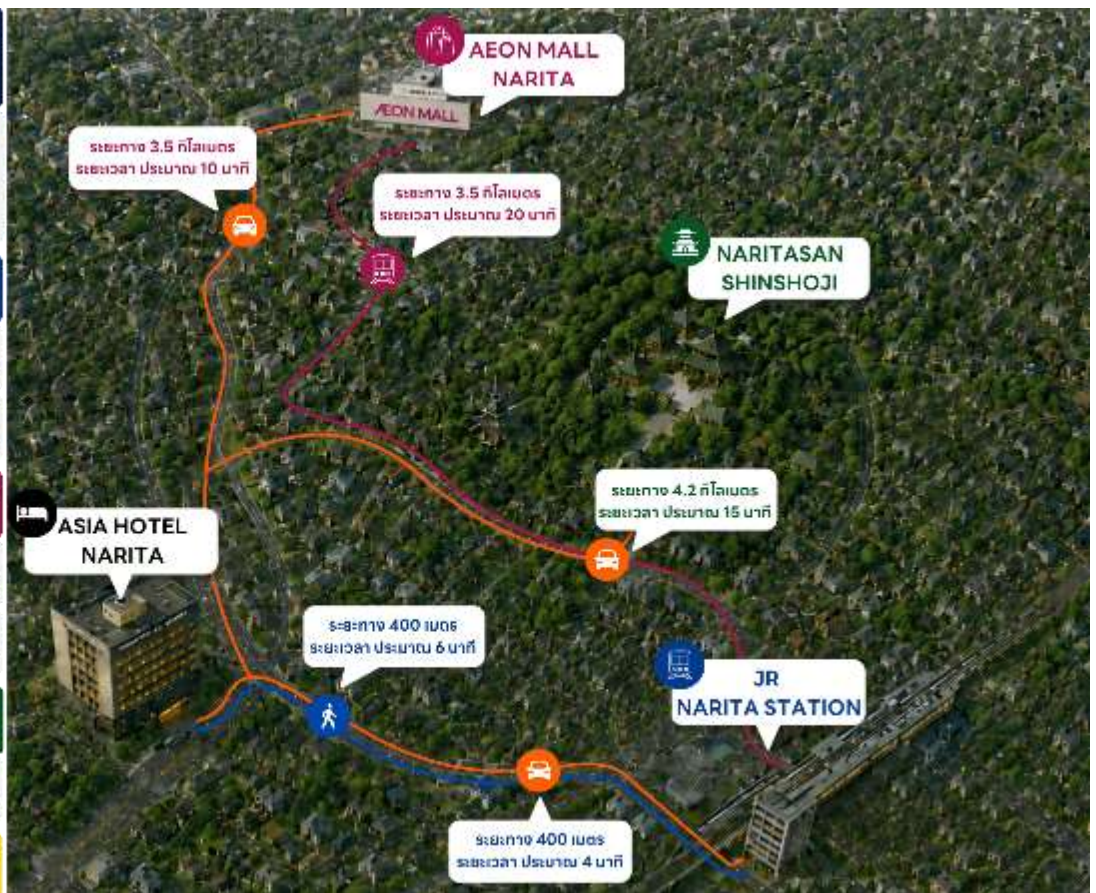 AEON MALL
NARITA
AEON MALL
ระยะทาง 3.5 กิโลเมตร
ระยะเวลา ประมาณ 10 นาที
ระยะทาง 3.5 กิโลเมตร
ระยะเวลา ประมาณ 20 นาที
NARITASAN
SHINSHOJI
ระยะทาง 4.2 กิโลเมตร
ระยะเวลา ประมาณ 15 นาที
ASIA HOTEL
NARITA
ระยะทาง 400 เมตร
ระยะเวลา ประมาณ 6 นาที
JR
NARITA STATION
ระยะทาง 400 เมตร
ระยะเวลา ประมาณ 4 นาที